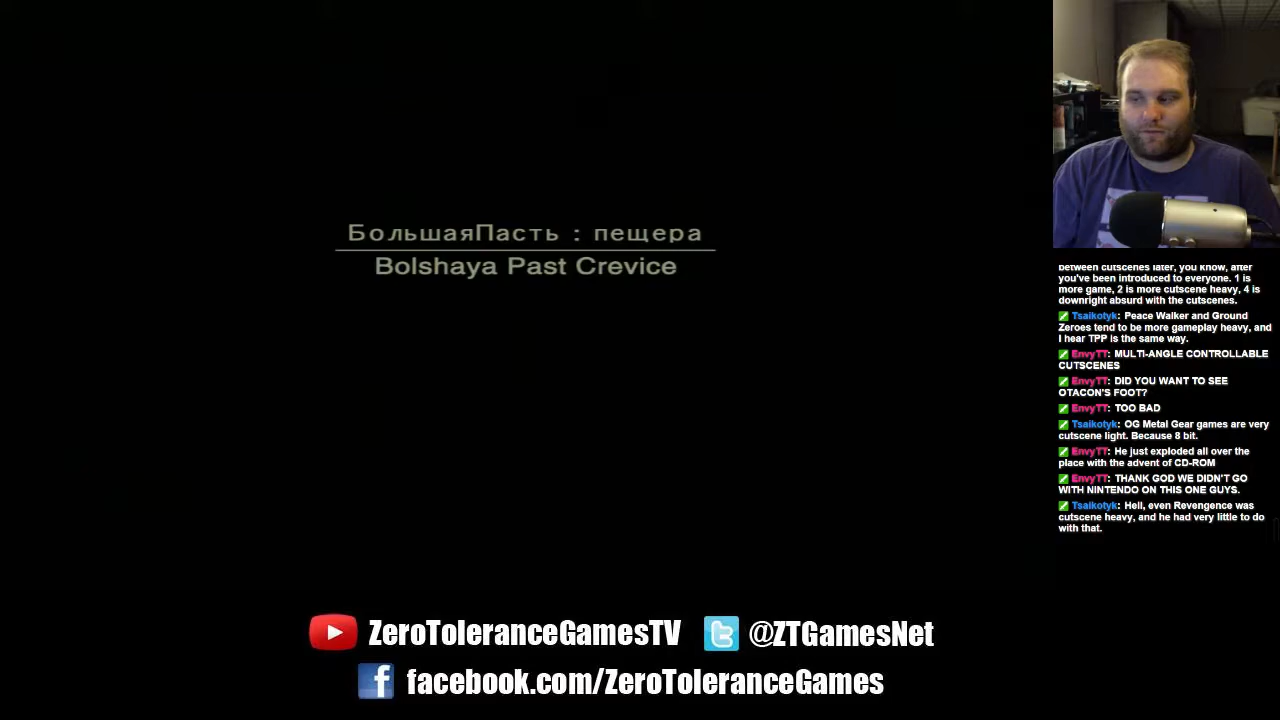 БольшаяПасть : пещера
Bolshaya Past Crevice
between cutscenes later, you know, after
you've been introduced to everyone. 1 is
more game, 2 is more cutscene heavy, 4 is
downright absurd with the cutscenes.
Tsaikotyk: Peace Walker and Ground
Zeroes tend to be more gameplay heavy, and
I hear TPP is the same way.
EnvyTT: MULTI-ANGLE CONTROLLABLE
CUTSCENES
EnvyTT: DID YOU WANT TO SEE
OTACON'S FOOT?
EnvyTT: TOO BAD
Tsaikotyk: OG Metal Gear games are very
cutscene light. Because 8 bit.
EnvyTT: He just exploded all over the
place with the advent of CD-ROM
EnvyTT: THANK GOD WE DIDN'T GO
WITH NINTENDO ON THIS ONE GUYS.
Tsaikotyk: Hell, even Revengence was
cutscene heavy, and he had very little to do
with that.
ZeroToleranceGamesTV
@ZTGamesNet
facebook.com/ZeroToleranceGames